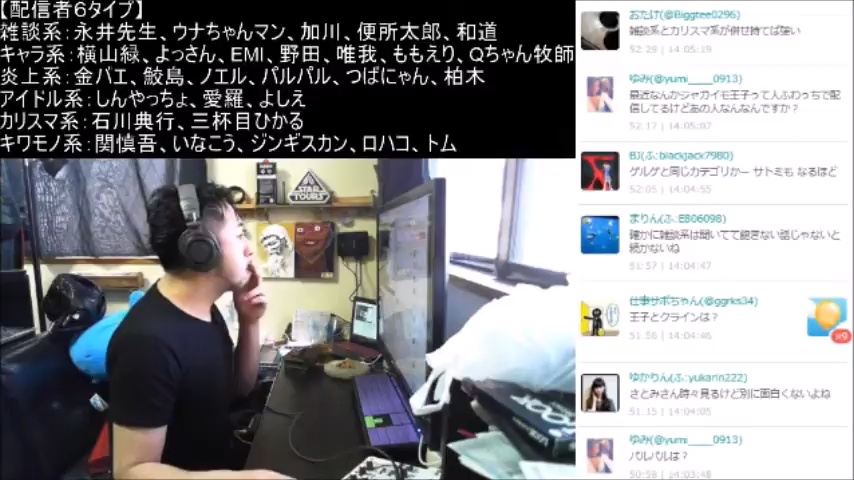 【配信者6タイプ】
雑談系：永井先生、ウナちゃんマン、加川、便所太郎、和道
キャラ系：横山緑、よっさん、EMI、野田、唯我、ももえり、Qちゃん牧師
炎上系：金バエ、鮫島、ノエル、パルパル、つばにゃん、柏木
アイドル系：しんやっちょ、愛羅、よしえ
カリスマ系：石川典行、三杯目ひかる
キワモノ系：関慎吾、いなこう、ジンギスカン、ロハコ、トム
STAR TOURS
おたけ(@Biggtee0296)
雑談系とカリスマ系が併せ持てば強い
52:28 | 14:05:19
ゆみ(@yumi____0913)
最近なんかジャガイモ王子って人ふわっちで配
信してるけどあの人なんなんですか？
52:17 | 14:05:07
BJ(ふ:blackjack7980)
ゲルゲと同じカテゴリかー サトミも なるほど
52:05 | 14:04:55
まりん(ふ:E806098)
確かに雑談系は聞いてて飽きない話じゃないと
続かないね
51:57 | 14:04:47
仕事サボちゃん(@ggrks34)
王子とクラインは？
51:56 | 14:04:46
x9
ゆかりん(ふ:yukarin222)
さとみさん時々見るけど別に面白くないよね
51:15 | 14:04:05
ゆみ(@yumi____0913)
パルパルは？
50:58 | 14:03:48